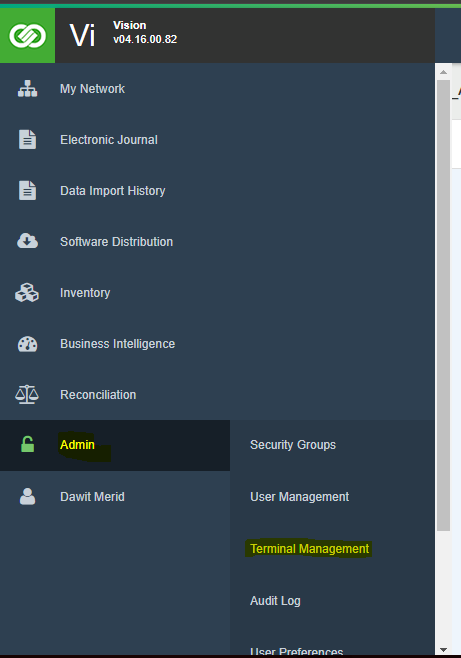 Vi
Vision
v04.16.00.82
My Network
Electronic Journal
Data Import History
Software Distribution
Inventory
Business Intelligence
Reconciliation
Admin
Security Groups
Dawit Merid
User Management
Terminal Management
Audit Log
User Preferences